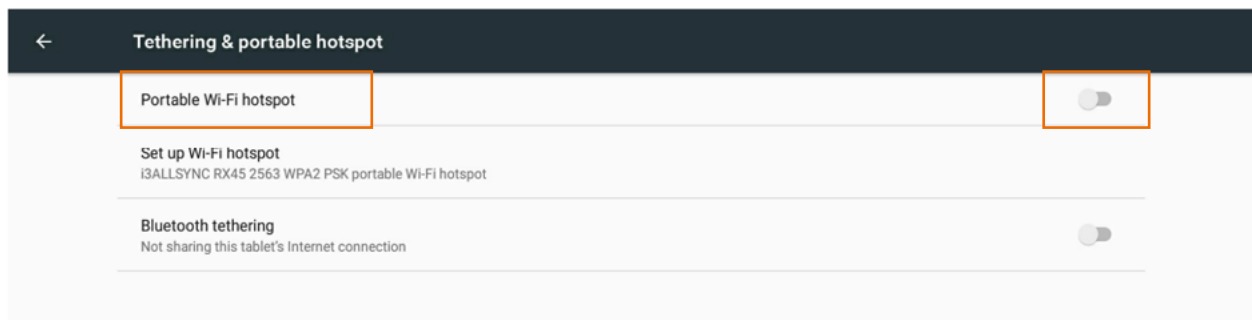 Tethering & portable hotspot
Portable Wi-Fi hotspot
Set up Wi-Fi hotspot
i3ALLSYNC RX45 2563 WPA2 PSK portable Wi-Fi hotspot
Bluetooth tethering
Not sharing this tablet's Internet connection